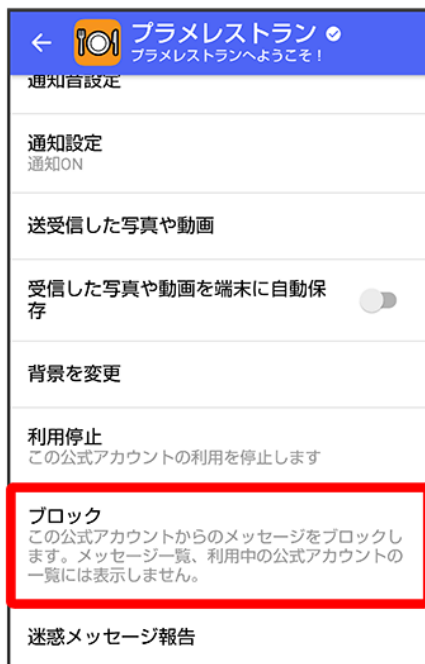 プラメレストラン
プラメレストランへようこそ！
通知音設定
通知設定
通知ON
送受信した写真や動画
受信した写真や動画を端末に自動保
存
背景を変更
利用停止
この公式アカウントの利用を停止します
ブロック
この公式アカウントからのメッセージをブロックし
ます。メッセージ一覧、利用中の公式アカウントの
一覧には表示しません。
迷惑メッセージ報告